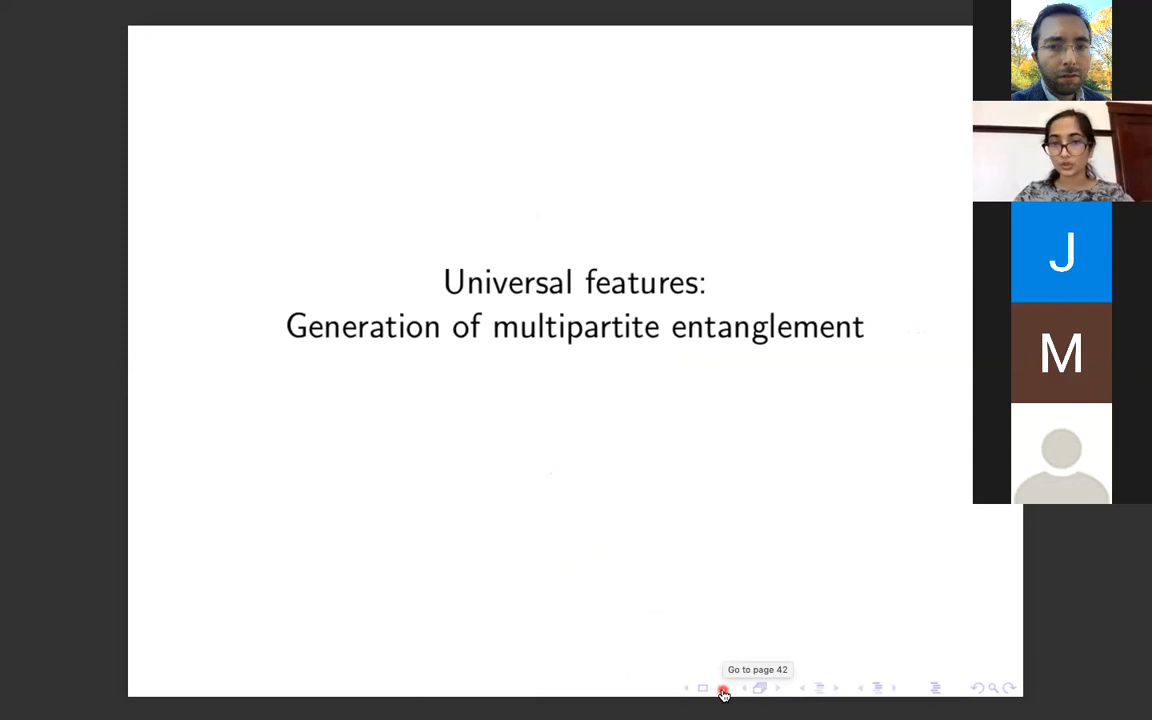 Universal features:
Generation of multipartite entanglement
J
M
Go to page 42